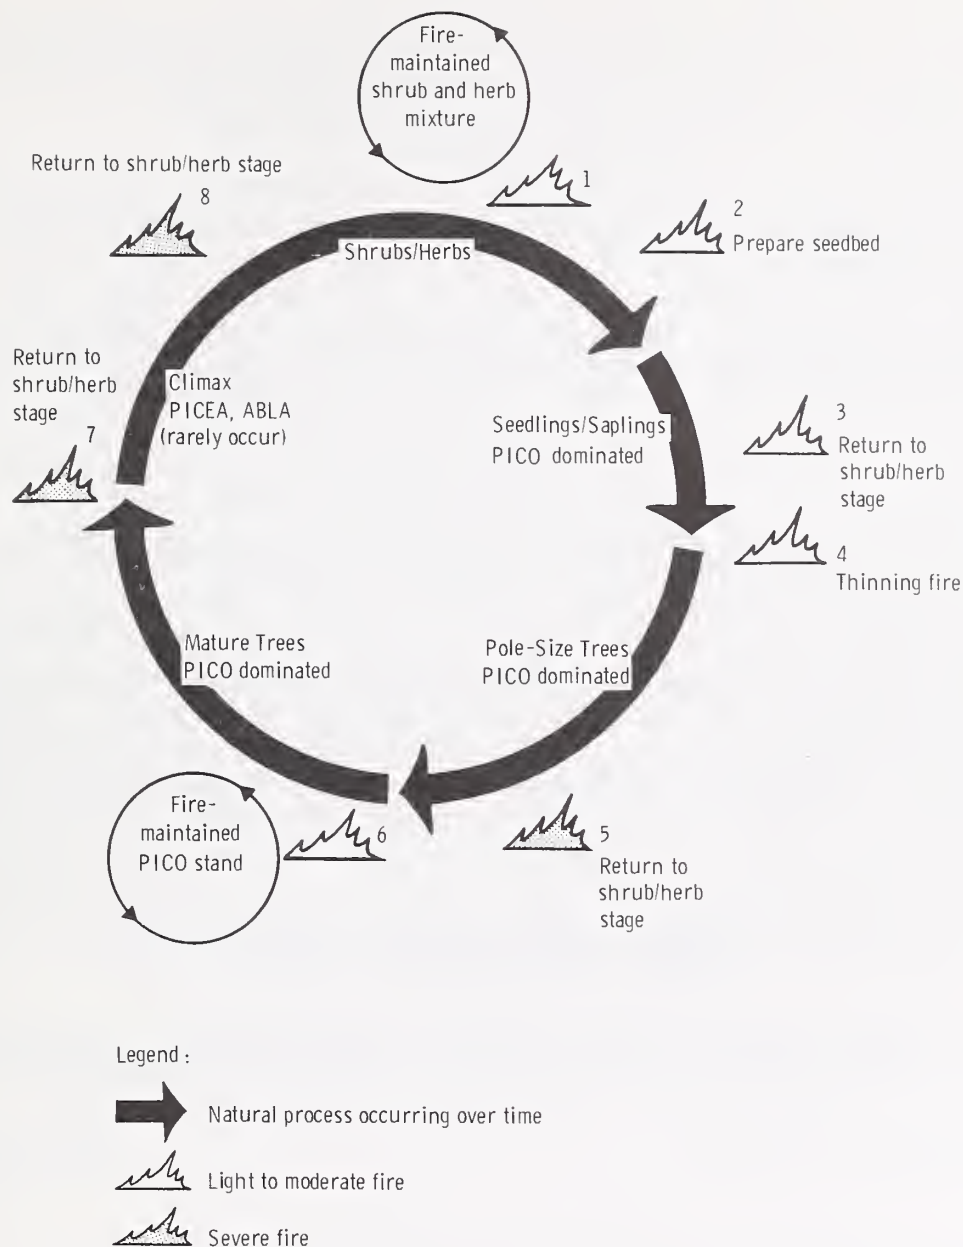 Fire-
maintained
shrub and herb
mixture
Return to shrub/herb stage
8
1
2
Prepare seedbed
Shrubs/Herbs
Return to
shrub/herb
stage
7
Climax
PICEA, ABLA
(rarely occur)
Seedlings/Saplings
PICO dominated
3
Return to
shrub/herb
stage
4
Thinning fire
Mature Trees
PICO dominated
Pole-Size Trees
PICO dominated
Fire-
maintained
PICO stand
6
5
Return to
shrub/herb
stage
Legend :
Natural process occurring over time
Light to moderate fire
Severe fire